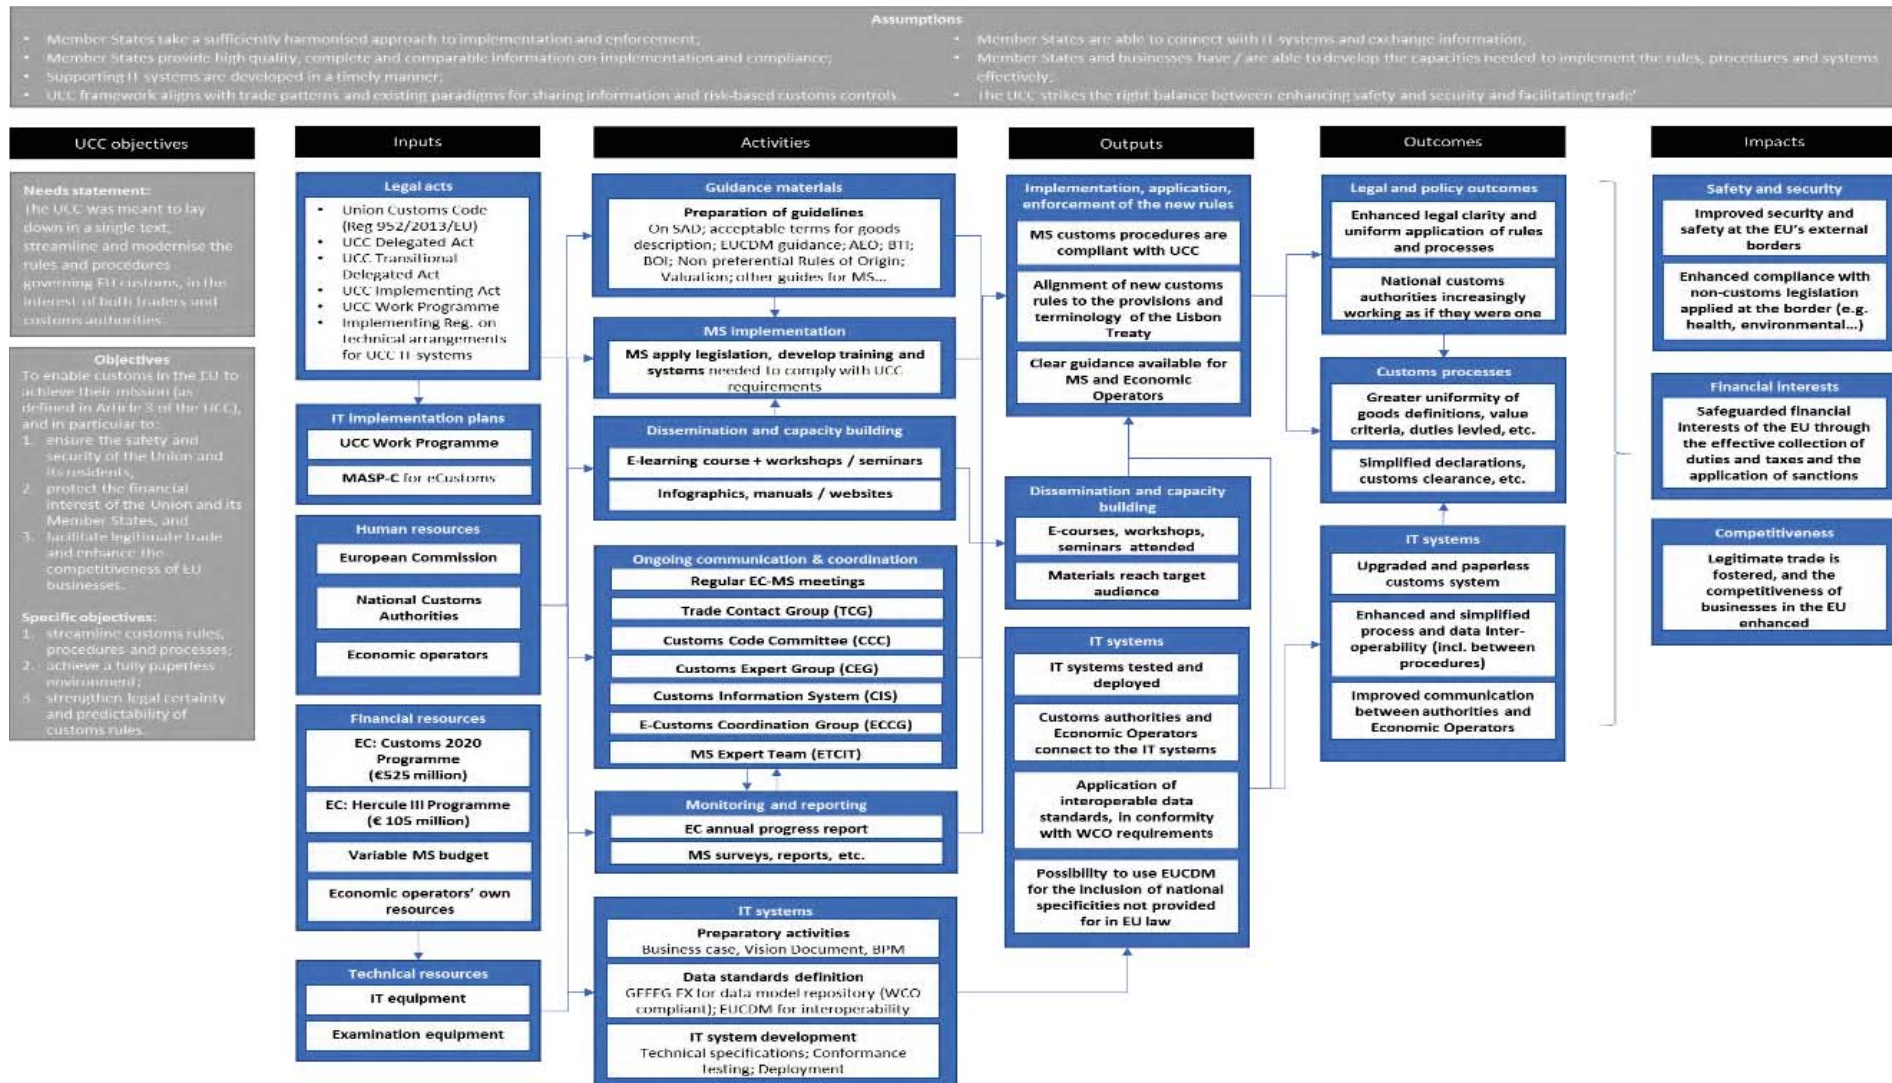 Assumptions
• Member States take a sufficiently harmonised approach to implementation and enforcement;
• Member States provide high quality, complete and comparable information on implementation and compliance;
• Supporting IT systems are developed in a timely manner;
• UCC framework aligns with trade patterns and existing paradigms for sharing information and risk-based customs controls
• Member States are able to connect with IT systems and exchange information,
• Member States and businesses have / are able to develop the capacities needed to implement the rules, procedures and systems
effectively;
• The UCC strikes the right balance between enhancing safety and security and facilitating trade'
UCC objectives
Needs statement:
The UCC was meant to lay
down in a single text,
streamline and modernise the
rules and procedures
governing EU customs, in the
interest of both traders and
customs authorities.
Objectives
To enable customs in the EU to
achieve their mission (as
defined in Article 3 of the UCC),
and in particular to:
1. ensure the safety and
security of the Union and
its residents,
2. protect the financial
interest of the Union and its
Member States, and
3. facilitate legitimate trade
and enhance the
competitiveness of EU
businesses.
Specific objectives:
1. streamline customs rules,
procedures and processes;
2. achieve a fully paperless
environment;
3. strengthen legal certainty
and predictability of
customs rules.
Inputs
Legal acts
• Union Customs Code
(Reg 952/2013/EU)
• UCC Delegated Act
• UCC Transitional
Delegated Act
• UCC Implementing Act
• UCC Work Programme
• Implementing Reg. on
technical arrangements
for UCC IT systems
IT implementation plans
UCC Work Programme
MASP-C for eCustoms
Human resources
European Commission
National Customs
Authorities
Economic operators
Financial resources
EC: Customs 2020
Programme
(€525 million)
EC: Hercule III Programme
(€ 105 million)
Variable MS budget
Economic operators' own
resources
Technical resources
IT equipment
Examination equipment
Activities
Guidance materials
Preparation of guidelines
On SAD; acceptable terms for goods
description; EUCDM guidance; AEO; BTI;
BOI; Non preferential Rules of Origin;
Valuation; other guides for MS...
MS implementation
MS apply legislation, develop training and
systems needed to comply with UCC
requirements
Dissemination and capacity building
E-learning course + workshops / seminars
Infographics, manuals / websites
Ongoing communication & coordination
Regular EC-MS meetings
Trade Contact Group (TCG)
Customs Code Committee (CCC)
Customs Expert Group (CEG)
Customs Information System (CIS)
E-Customs Coordination Group (ECCG)
MS Expert Team (ETCIT)
Monitoring and reporting
EC annual progress report
MS surveys, reports, etc.
IT systems
Preparatory activities
Business case, Vision Document, BPM
Data standards definition
GEFEG FX for data model repository (WCO
compliant); EUCDM for interoperability
IT system development
Technical specifications; Conformance
testing; Deployment
Outputs
Implementation, application,
enforcement of the new rules
MS customs procedures are
compliant with UCC
Alignment of new customs
rules to the provisions and
terminology of the Lisbon
Treaty
Clear guidance available for
MS and Economic
Operators
Dissemination and capacity
building
E-courses, workshops,
seminars attended
Materials reach target
audience
IT systems
IT systems tested and
deployed
Customs authorities and
Economic Operators
connect to the IT systems
Application of
interoperable data
standards, in conformity
with WCO requirements
Possibility to use EUCDM
for the inclusion of national
specificities not provided
for in EU law
Outcomes
Legal and policy outcomes
Enhanced legal clarity and
uniform application of rules
and processes
National customs
authorities increasingly
working as if they were one
Customs processes
Greater uniformity of
goods definitions, value
criteria, duties levied, etc.
Simplified declarations,
customs clearance, etc.
IT systems
Upgraded and paperless
customs system
Enhanced and simplified
process and data inter-
operability (incl. between
procedures)
Improved communication
between authorities and
Economic Operators
Impacts
Safety and security
Improved security and
safety at the EU's external
borders
Enhanced compliance with
non-customs legislation
applied at the border (e.g.
health, environmental...)
Financial interests
Safeguarded financial
interests of the EU through
the effective collection of
duties and taxes and the
application of sanctions
Competitiveness
Legitimate trade is
fostered, and the
competitiveness of
businesses in the EU
enhanced